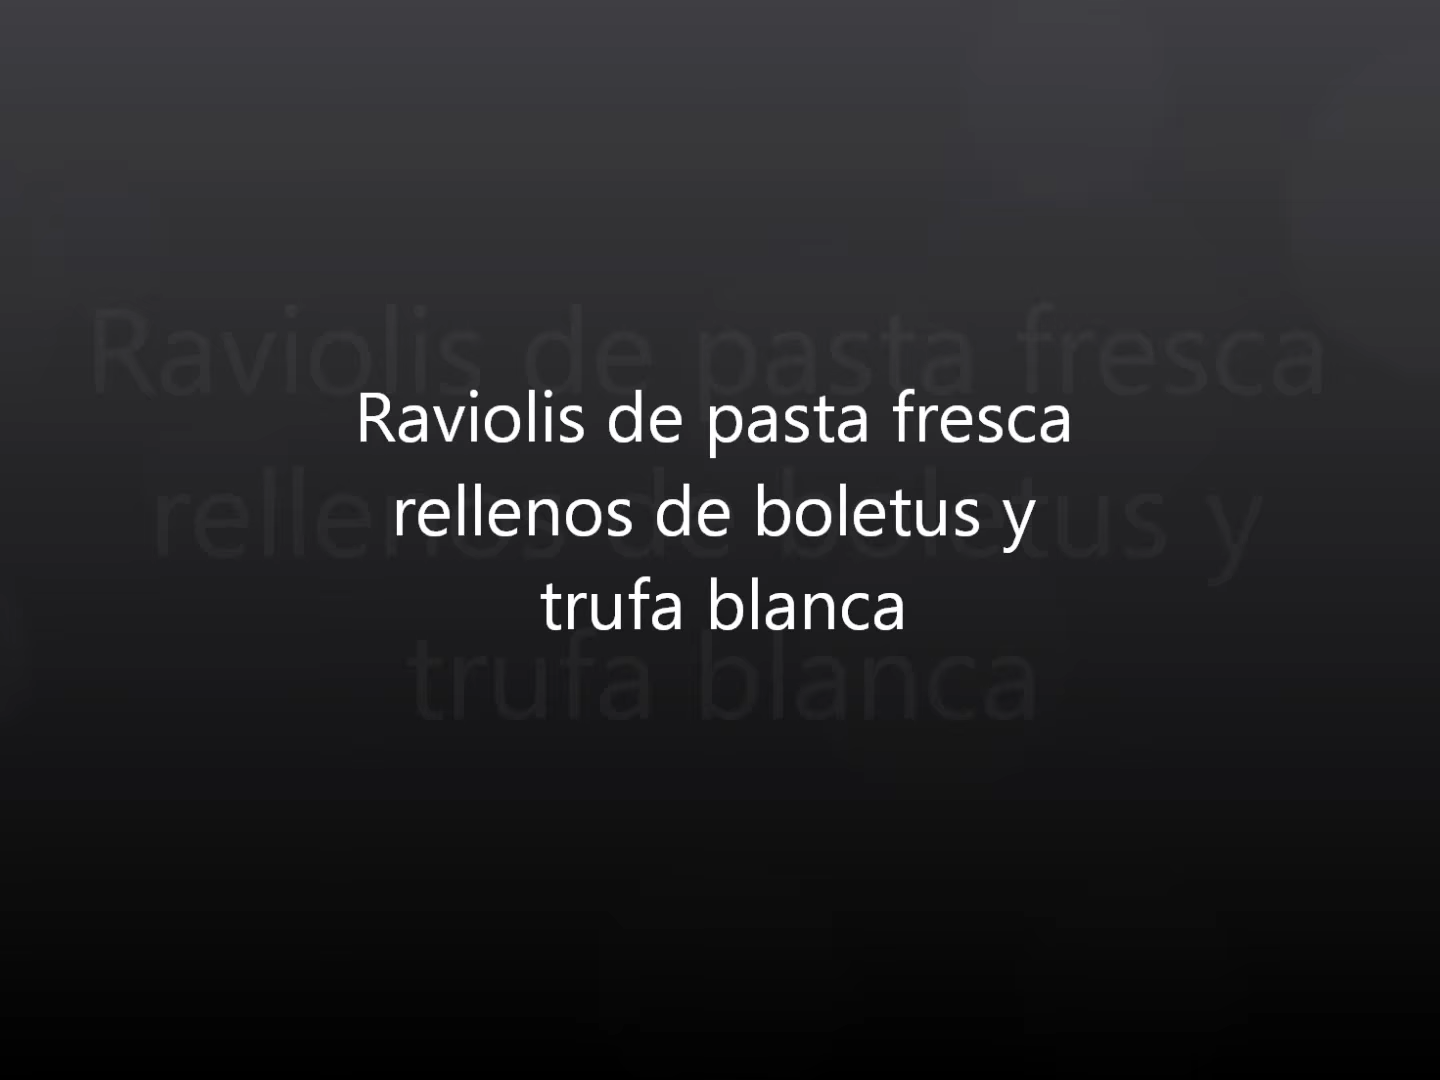 Raviolis de pasta fresca
rellenos de boletus y
trufa blanca